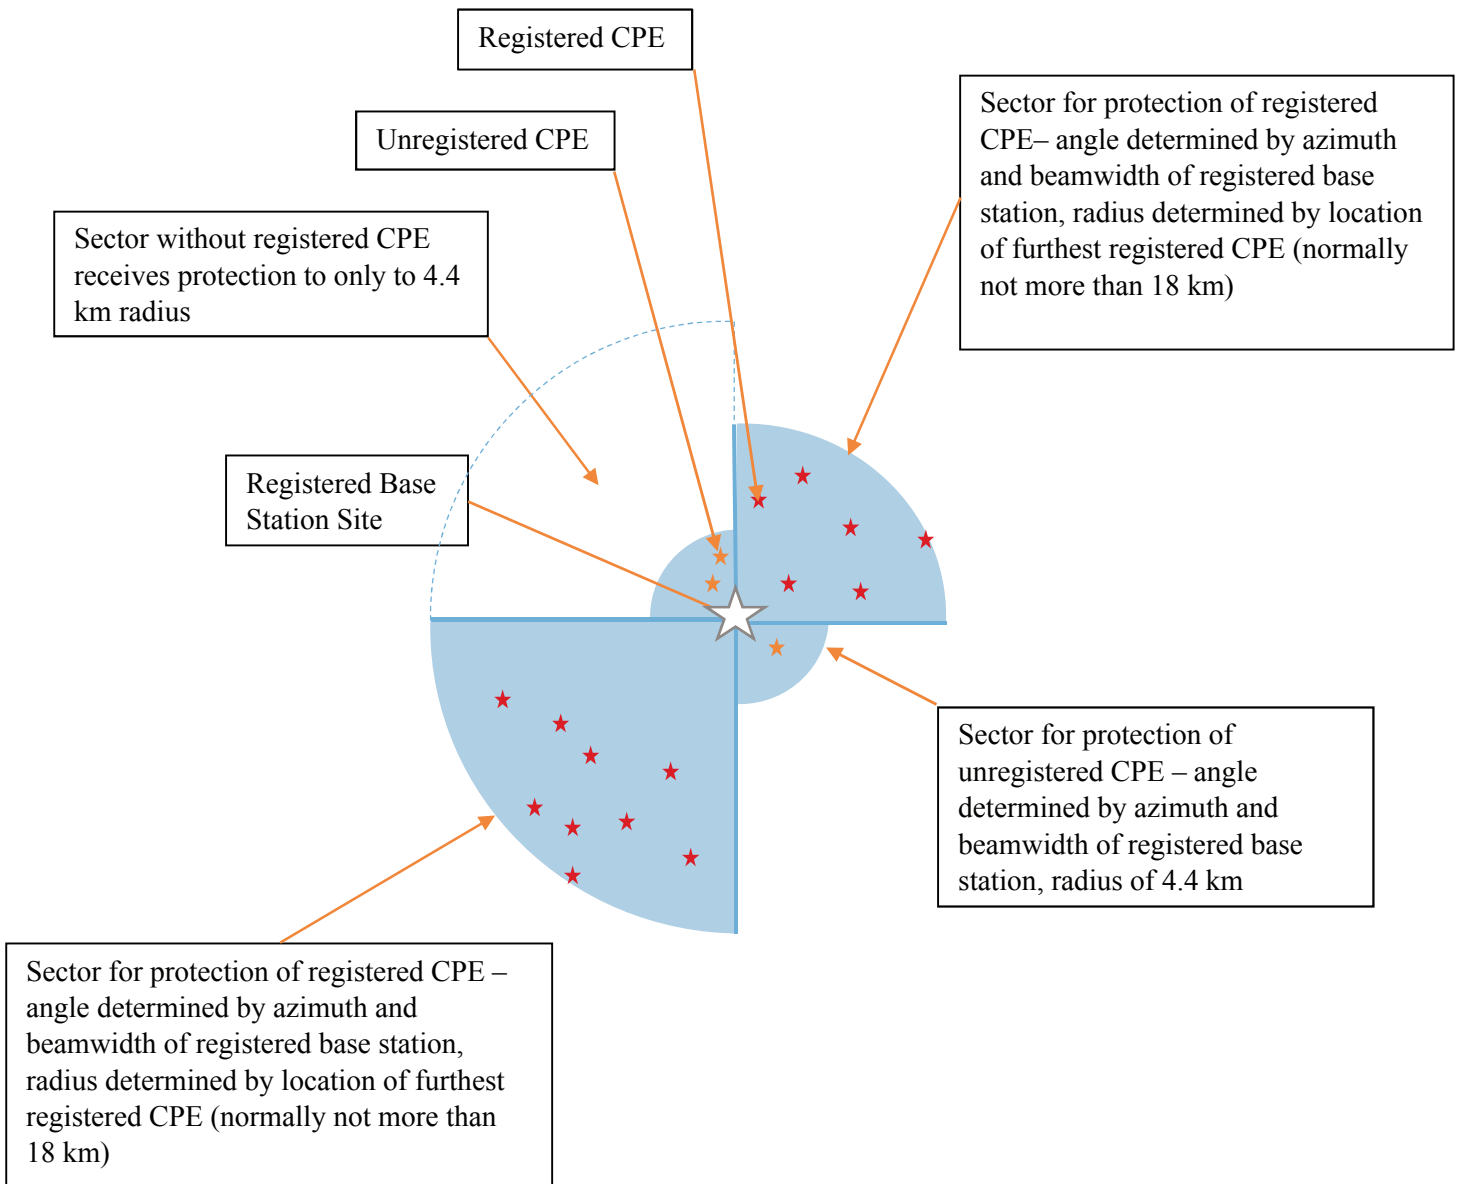 Registered CPE
Unregistered CPE
Sector for protection of registered
CPE– angle determined by azimuth
and beamwidth of registered base
station, radius determined by location
of furthest registered CPE (normally
not more than 18 km)
Sector without registered CPE
receives protection to only to 4.4
km radius
Registered Base
Station Site
Sector for protection of
unregistered CPE – angle
determined by azimuth and
beamwidth of registered base
station, radius of 4.4 km
Sector for protection of registered CPE –
angle determined by azimuth and
beamwidth of registered base station,
radius determined by location of furthest
registered CPE (normally not more than
18 km)